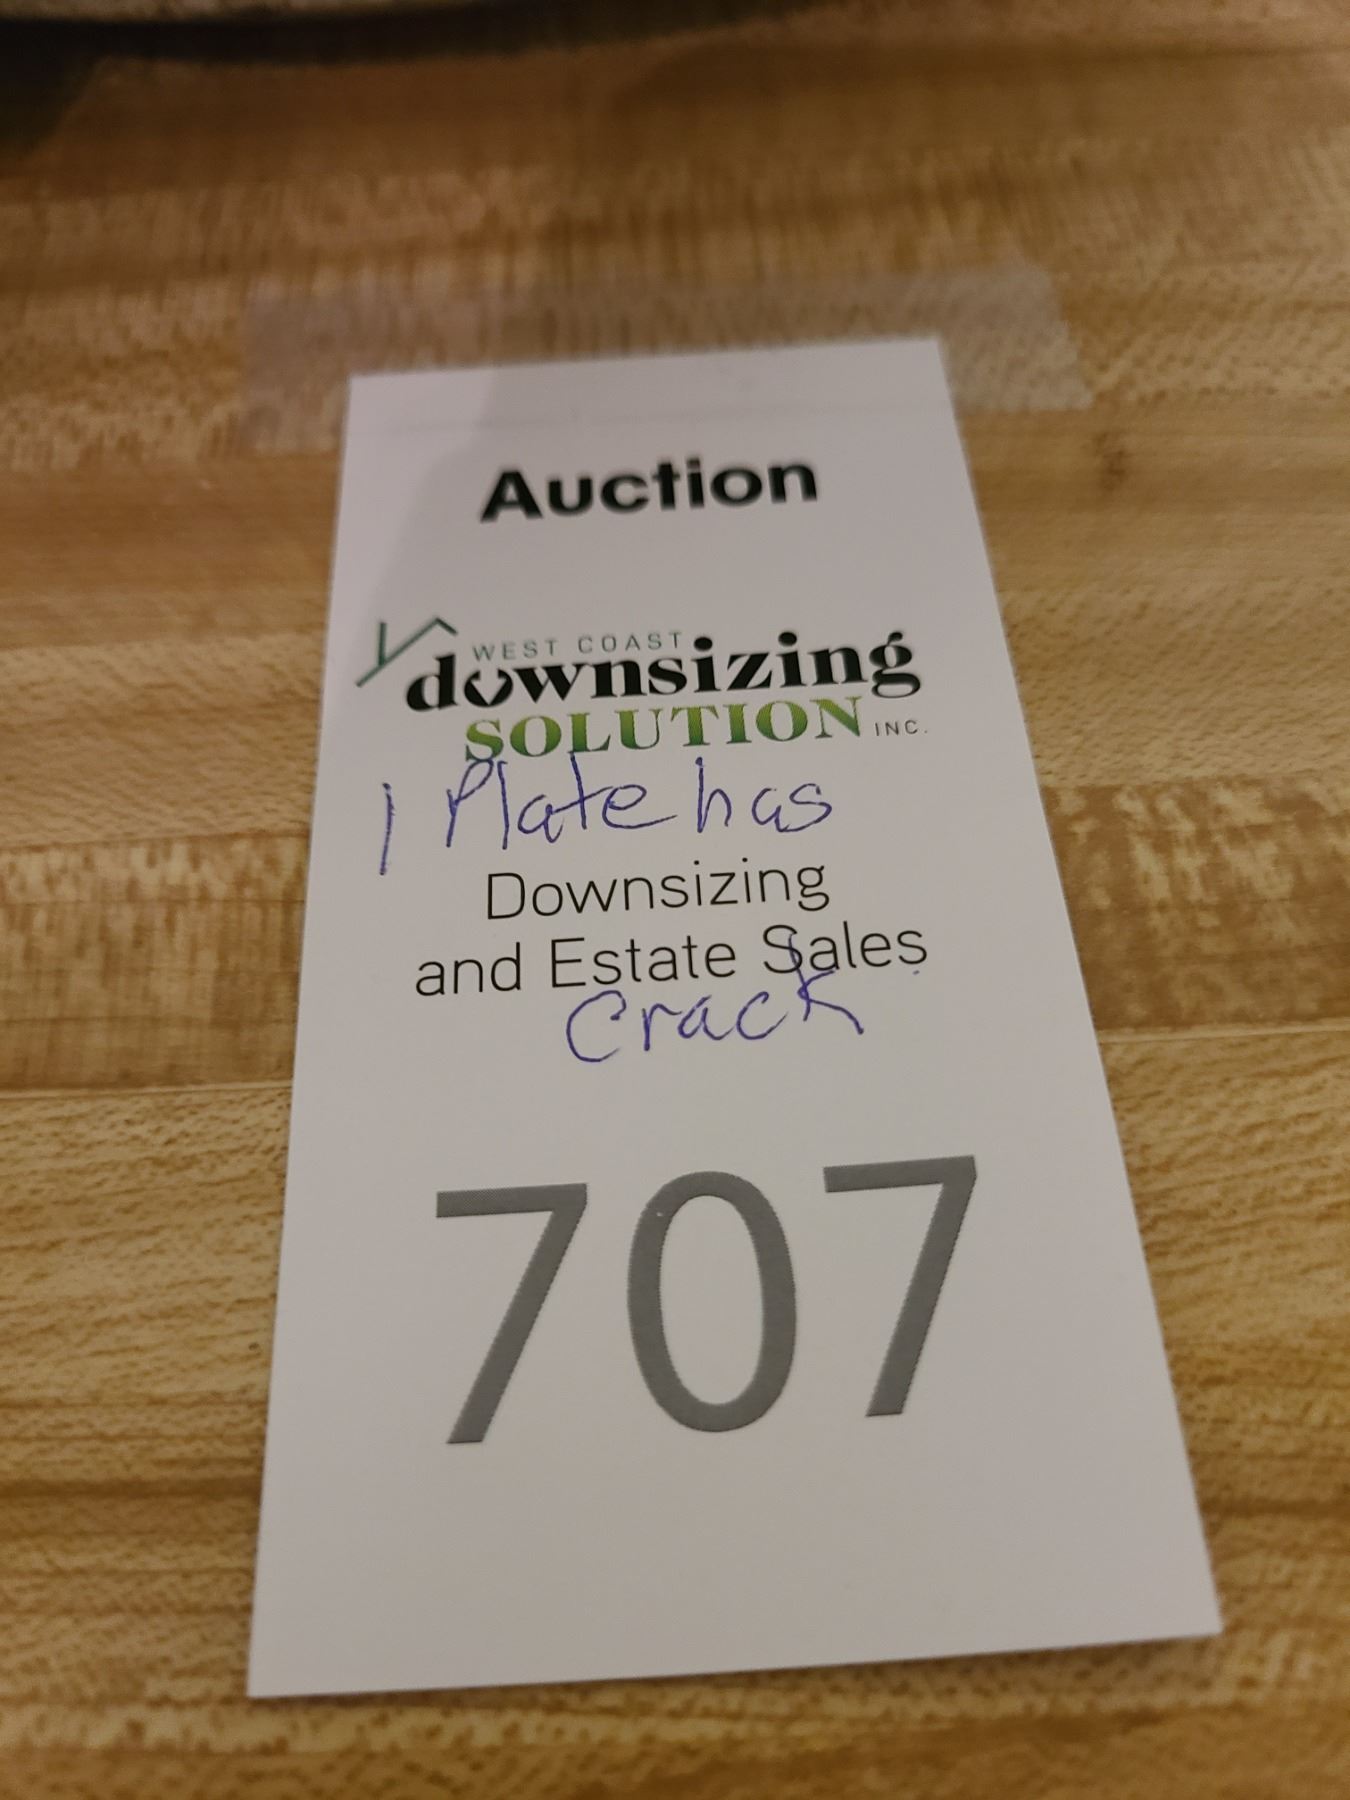 Auction
WEST COAST
downsizing
SOLUTION INC.
1 Plate has
Downsizing
and Estate Sales
Crack
707